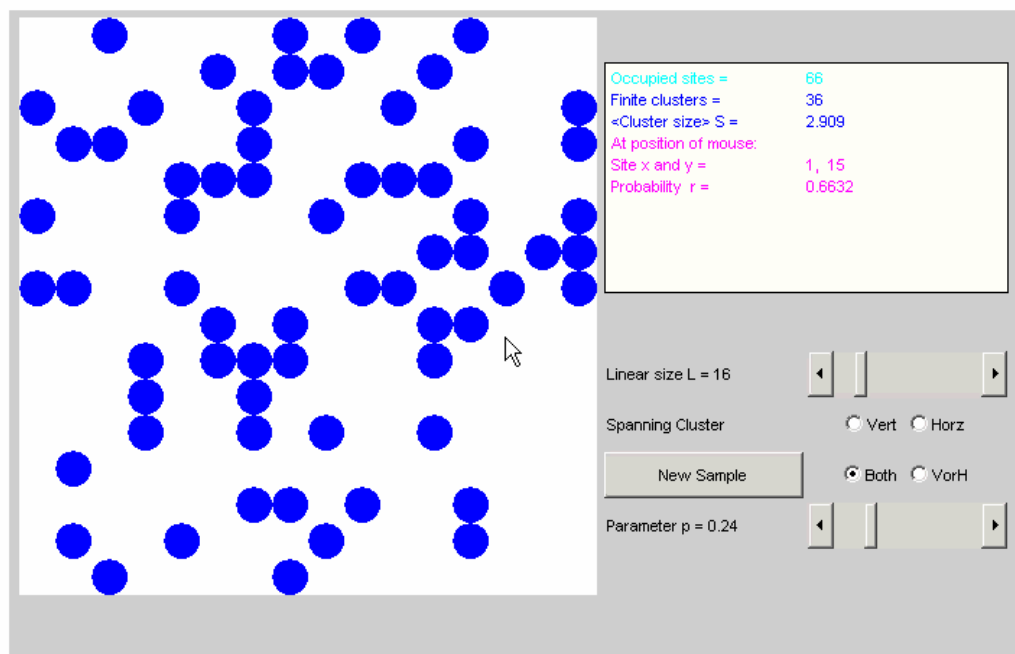 Occupied sites = 66
Finite clusters = 36
<Cluster size> S = 2.909
At position of mouse:
Site x and y = 1, 15
Probability r = 0.6632
Linear size L = 16
Spanning Cluster Vert Horz
New Sample Both VorH
Parameter p = 0.24